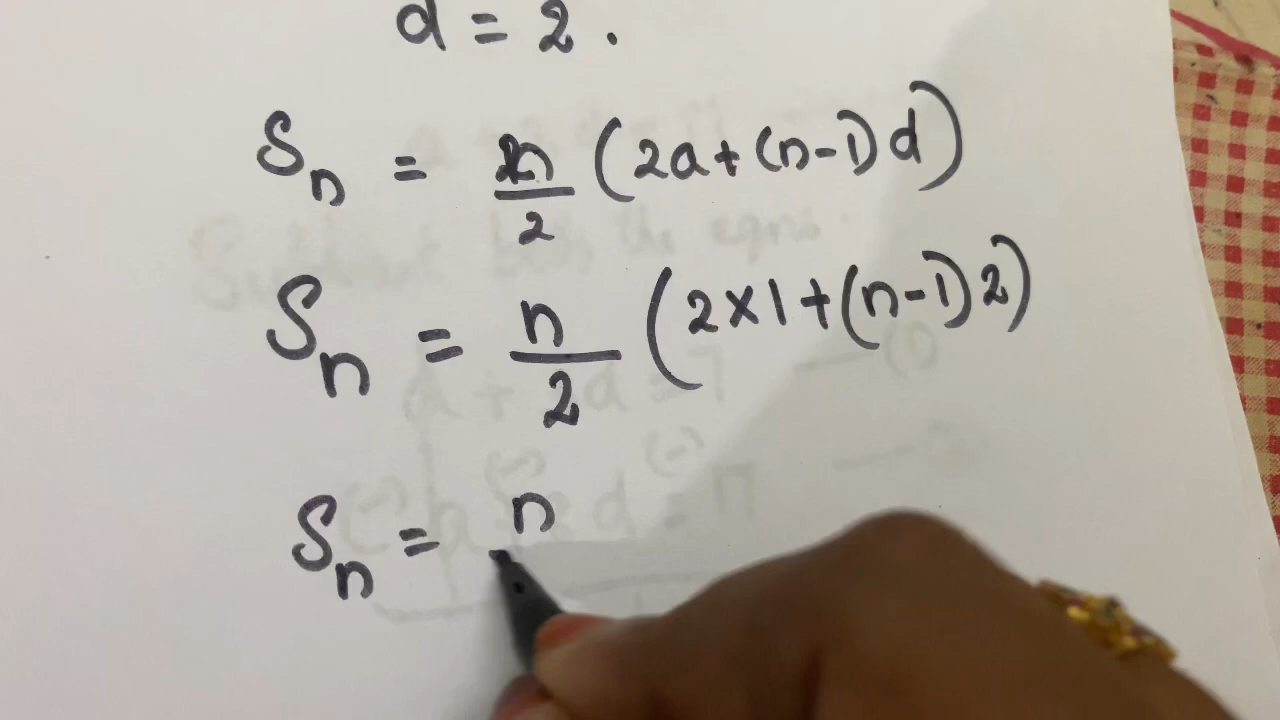 d = 2.
Sn = n/2 (2a+(n-1)d)
Sn = n/2 (2×1+(n-1)2)
Sn = n